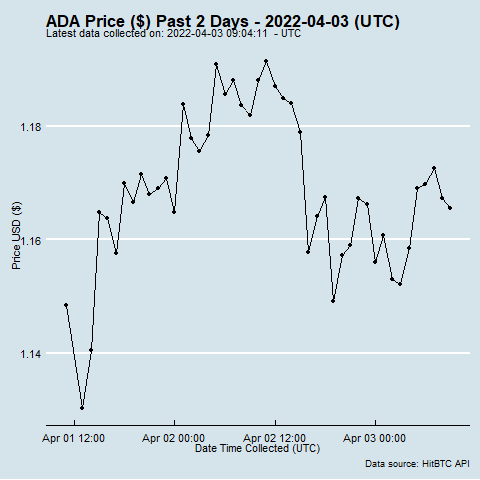 ADA Price ($) Past 2 Days - 2022-04-03 (UTC)
Latest data collected on: 2022-04-03 09:04:11  - UTC
1.18
1.16
1.14
Price USD ($)
Apr 01 12:00
Apr 02 00:00
Apr 02 12:00
Apr 03 00:00
Date Time Collected (UTC)
Data source: HitBTC API